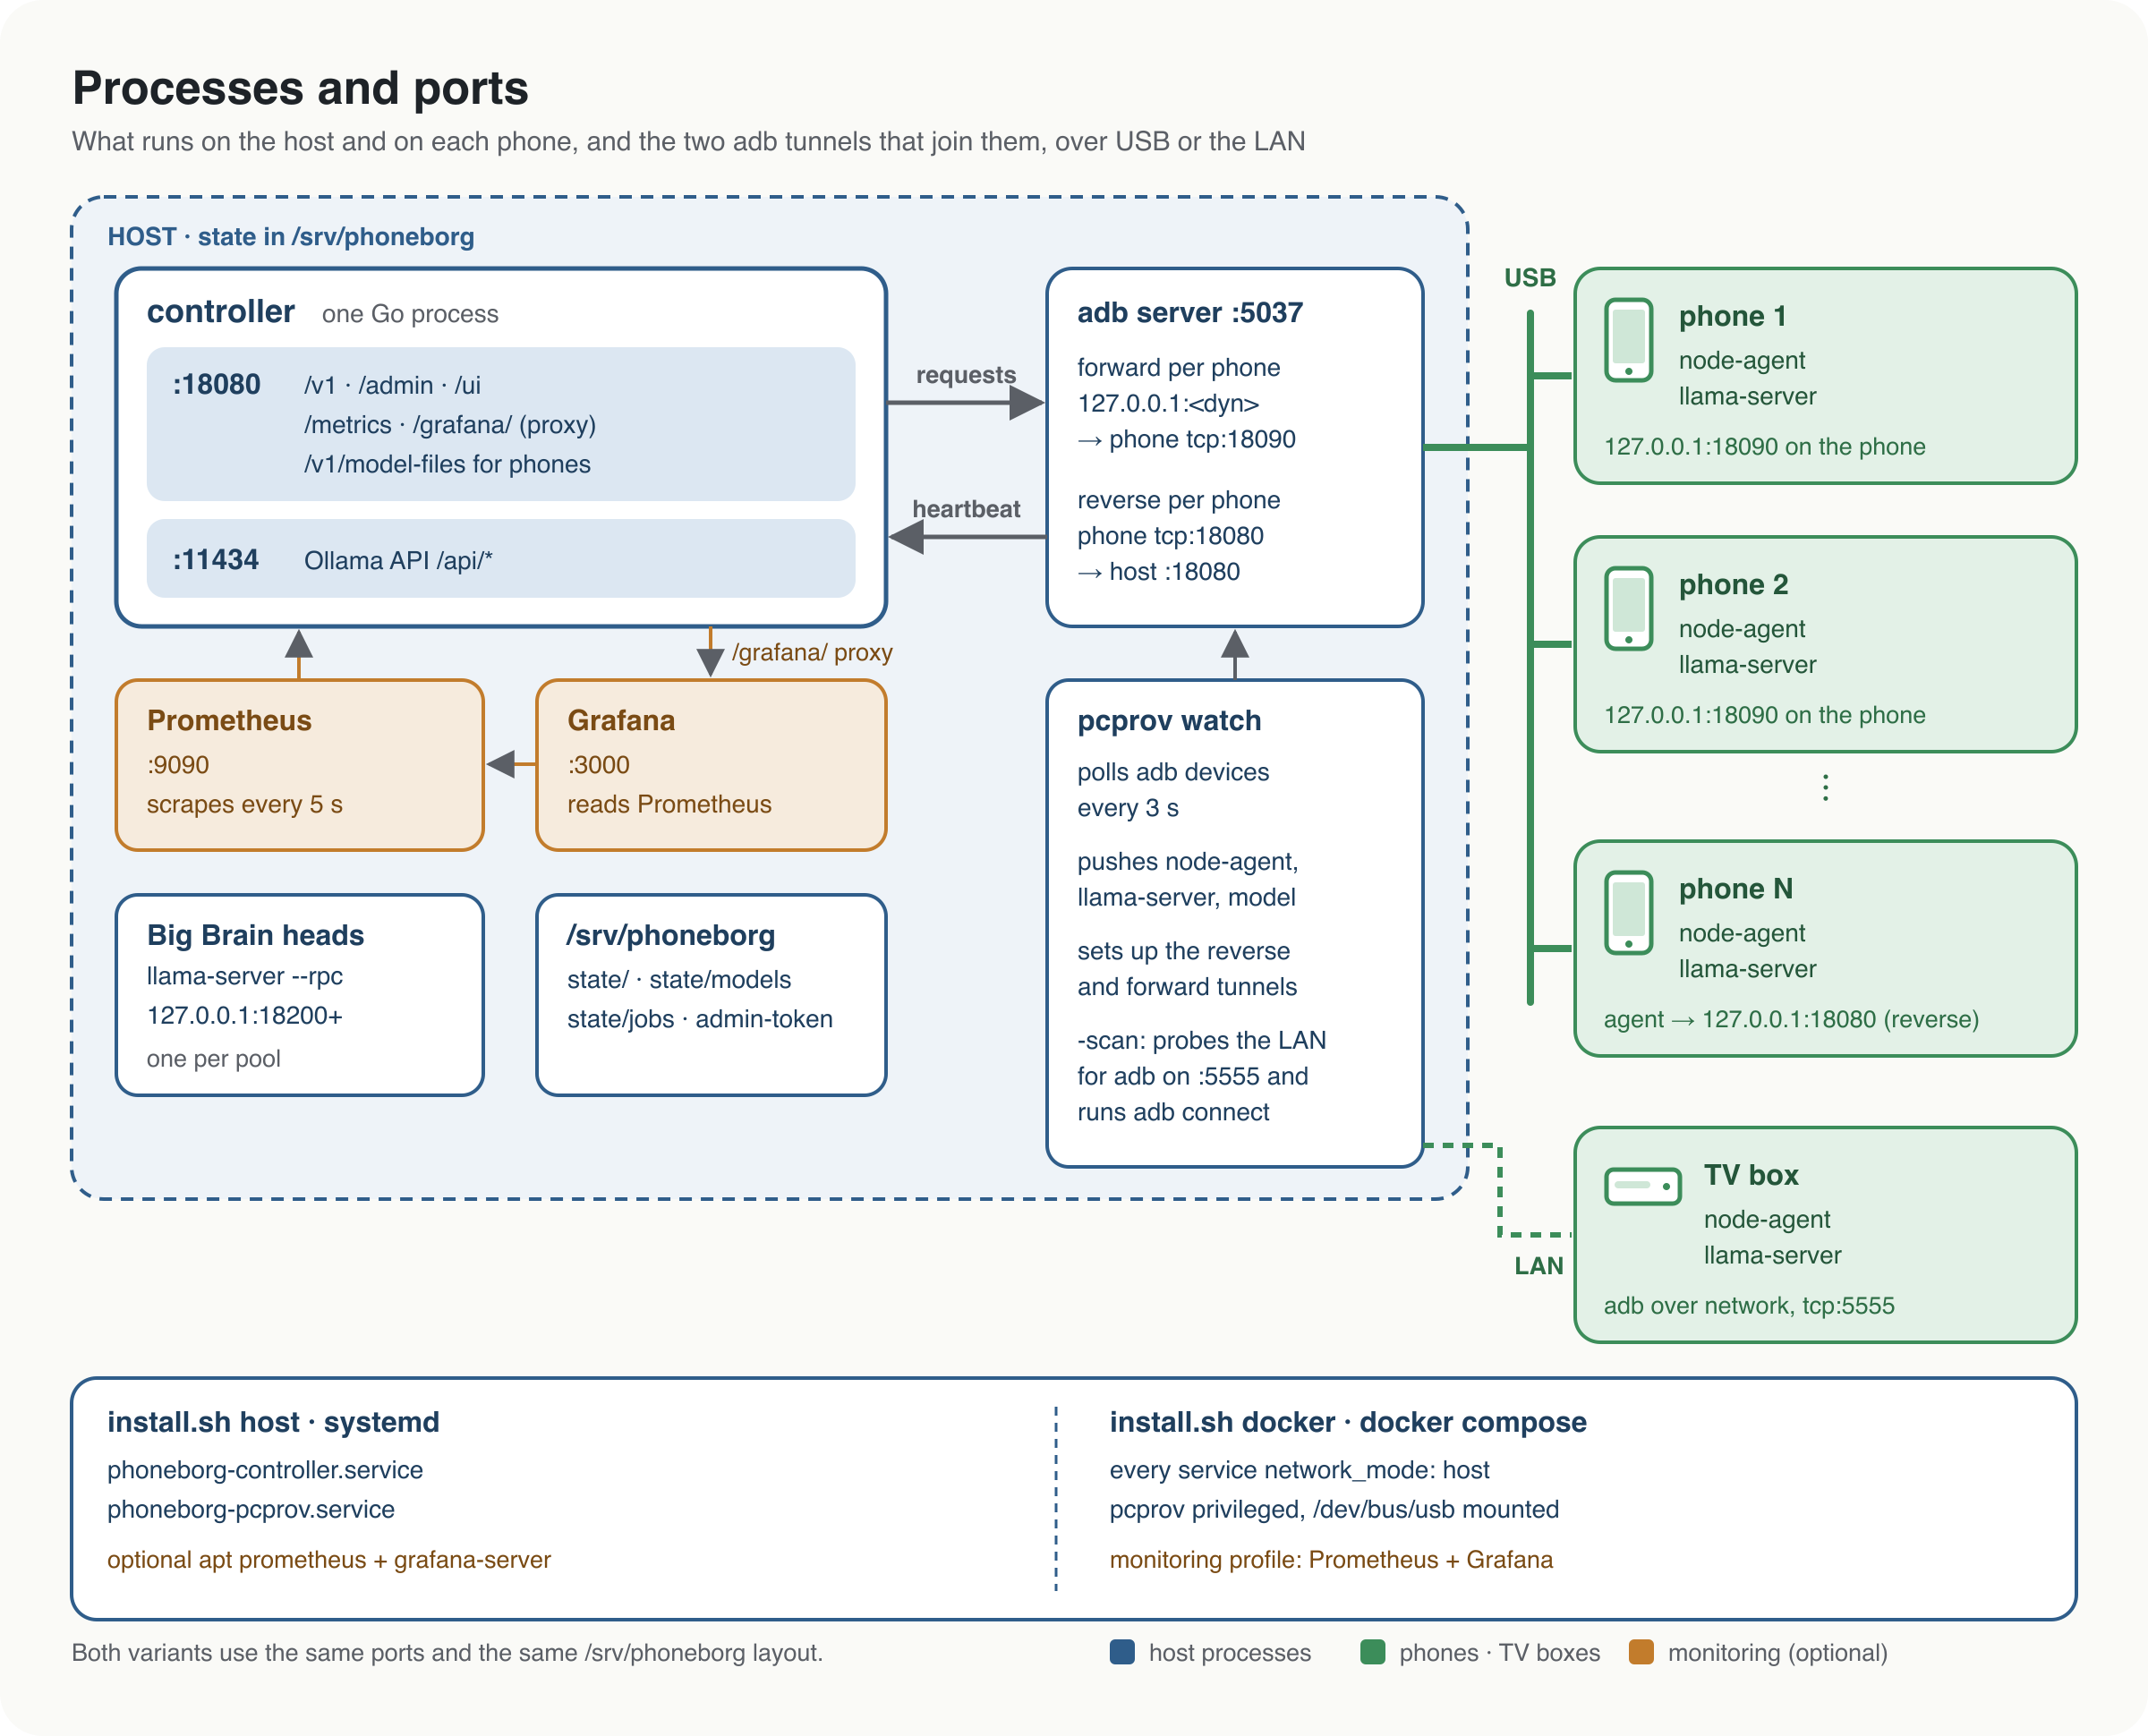 Processes and ports
What runs on the host and on each phone, and the two adb tunnels that join them, over USB or the LAN
HOST · state in /srv/phoneborg
controller one Go process
:18080 /v1 · /admin · /ui
/metrics · /grafana/ (proxy)
/v1/model-files for phones
:11434 Ollama API /api/*
requests
heartbeat
adb server :5037
forward per phone
127.0.0.1:<dyn>
→ phone tcp:18090
reverse per phone
phone tcp:18080
→ host :18080
/grafana/ proxy
Prometheus
:9090
scrapes every 5 s
Grafana
:3000
reads Prometheus
Big Brain heads
llama-server --rpc
127.0.0.1:18200+
one per pool
/srv/phoneborg
state/ · state/models
state/jobs · admin-token
pcprov watch
polls adb devices
every 3 s
pushes node-agent,
llama-server, model
sets up the reverse
and forward tunnels
-scan: probes the LAN
for adb on :5555 and
runs adb connect
USB
phone 1
node-agent
llama-server
127.0.0.1:18090 on the phone
phone 2
node-agent
llama-server
127.0.0.1:18090 on the phone
⋮
phone N
node-agent
llama-server
agent → 127.0.0.1:18080 (reverse)
LAN
TV box
node-agent
llama-server
adb over network, tcp:5555
install.sh host · systemd
phoneborg-controller.service
phoneborg-pcprov.service
optional apt prometheus + grafana-server
install.sh docker · docker compose
every service network_mode: host
pcprov privileged, /dev/bus/usb mounted
monitoring profile: Prometheus + Grafana
Both variants use the same ports and the same /srv/phoneborg layout.
host processes
phones · TV boxes
monitoring (optional)